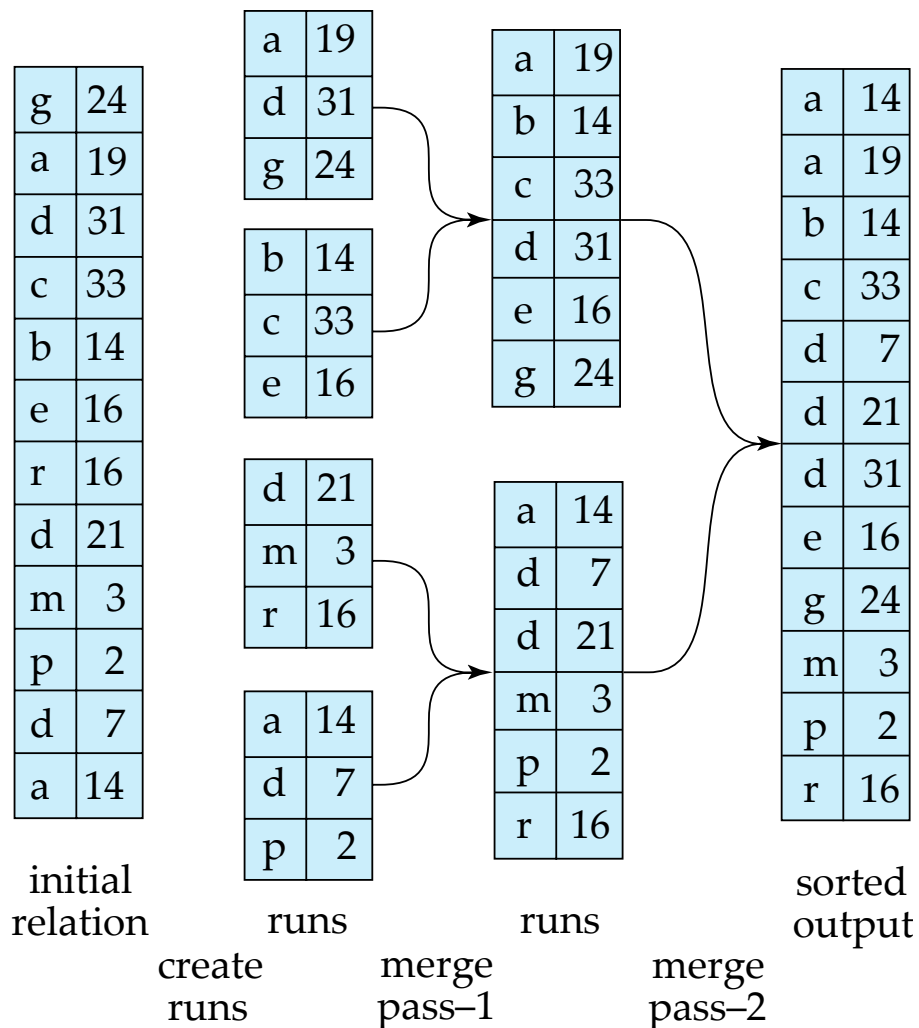 g 24
a 19
d 31
c 33
b 14
e 16
r 16
d 21
m 3
p 2
d 7
a 14
initial
relation
a 19
d 31
g 24
b 14
c 33
e 16
d 21
m 3
r 16
a 14
d 7
p 2
runs
a 19
b 14
c 33
d 31
e 16
g 24
a 14
d 7
d 21
m 3
p 2
r 16
runs
a 14
a 19
b 14
c 33
d 7
d 21
d 31
e 16
g 24
m 3
p 2
r 16
sorted
output
create
runs
merge
pass–1
merge
pass–2